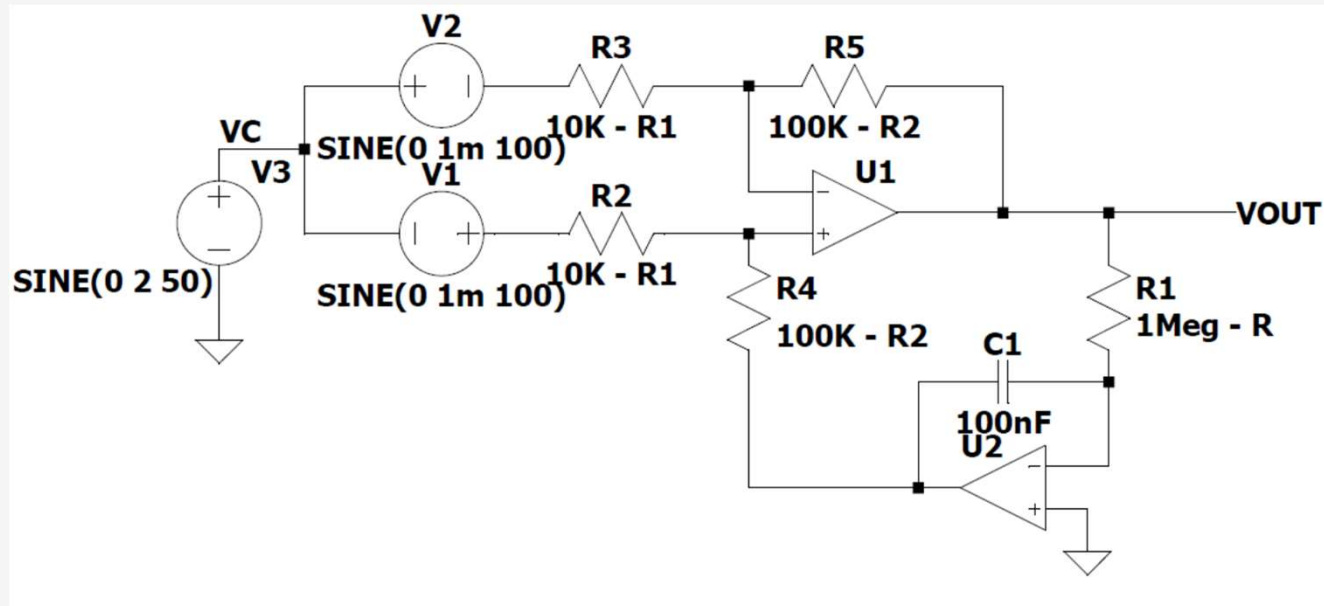 V2
R3
R5
10K - R1
100K - R2
VC
V3
SINE(0 1m 100)
V1
U1
R2
VOUT
SINE(0 2 50)
SINE(0 1m 100)
10K - R1
R4
100K - R2
R1
1Meg - R
C1
100nF
U2